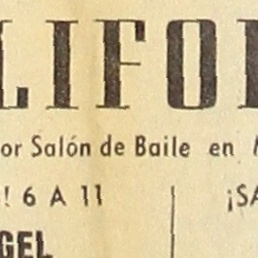 LIFO
or Salón de Baile en
! 6 A 11 ¡SA
GEL